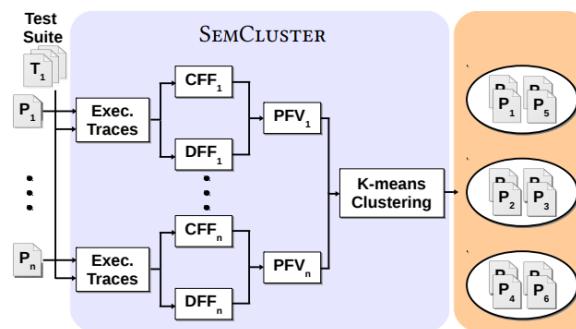 Test
Suite
SEMCLUSTER
T1
P1
Exec.
Traces
CFF1
DFF1
PFV1
K-means
Clustering
Pn
Exec.
Traces
CFFn
DFFn
PFVn
P P
P1 P5
P P
P2 P3
P P
P4 P6